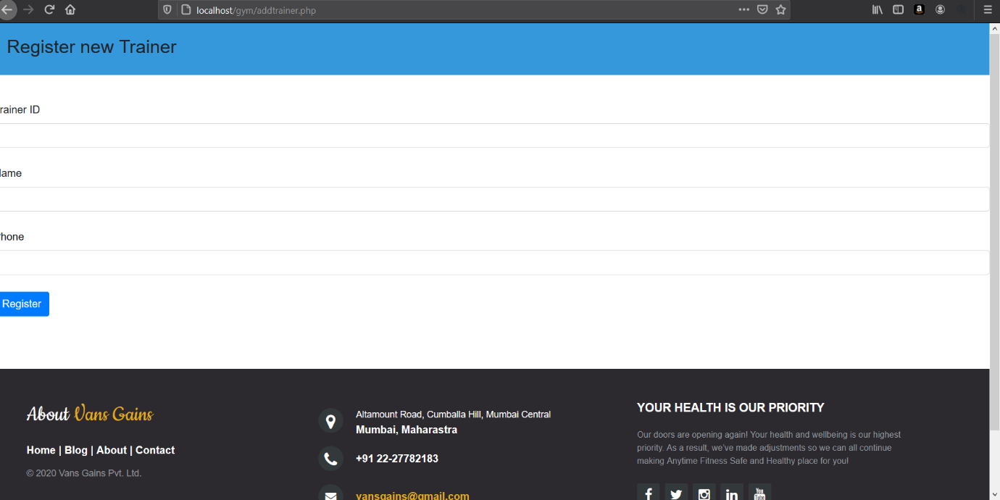 localhost/gym/addtrainer.php
Register new Trainer
rainer ID
lame
hone
Register
About Vans Gains
Home | Blog | About | Contact
© 2020 Vans Gains Pvt. Ltd.
Altamount Road, Cumballa Hill, Mumbai Central
Mumbai, Maharastra
+91 22-27782183
vansgains@gmail.com
YOUR HEALTH IS OUR PRIORITY
Our doors are opening again! Your health and wellbeing is our highest
priority. As a result, we've made adjustments so we can all continue
making Anytime Fitness Safe and Healthy place for you!